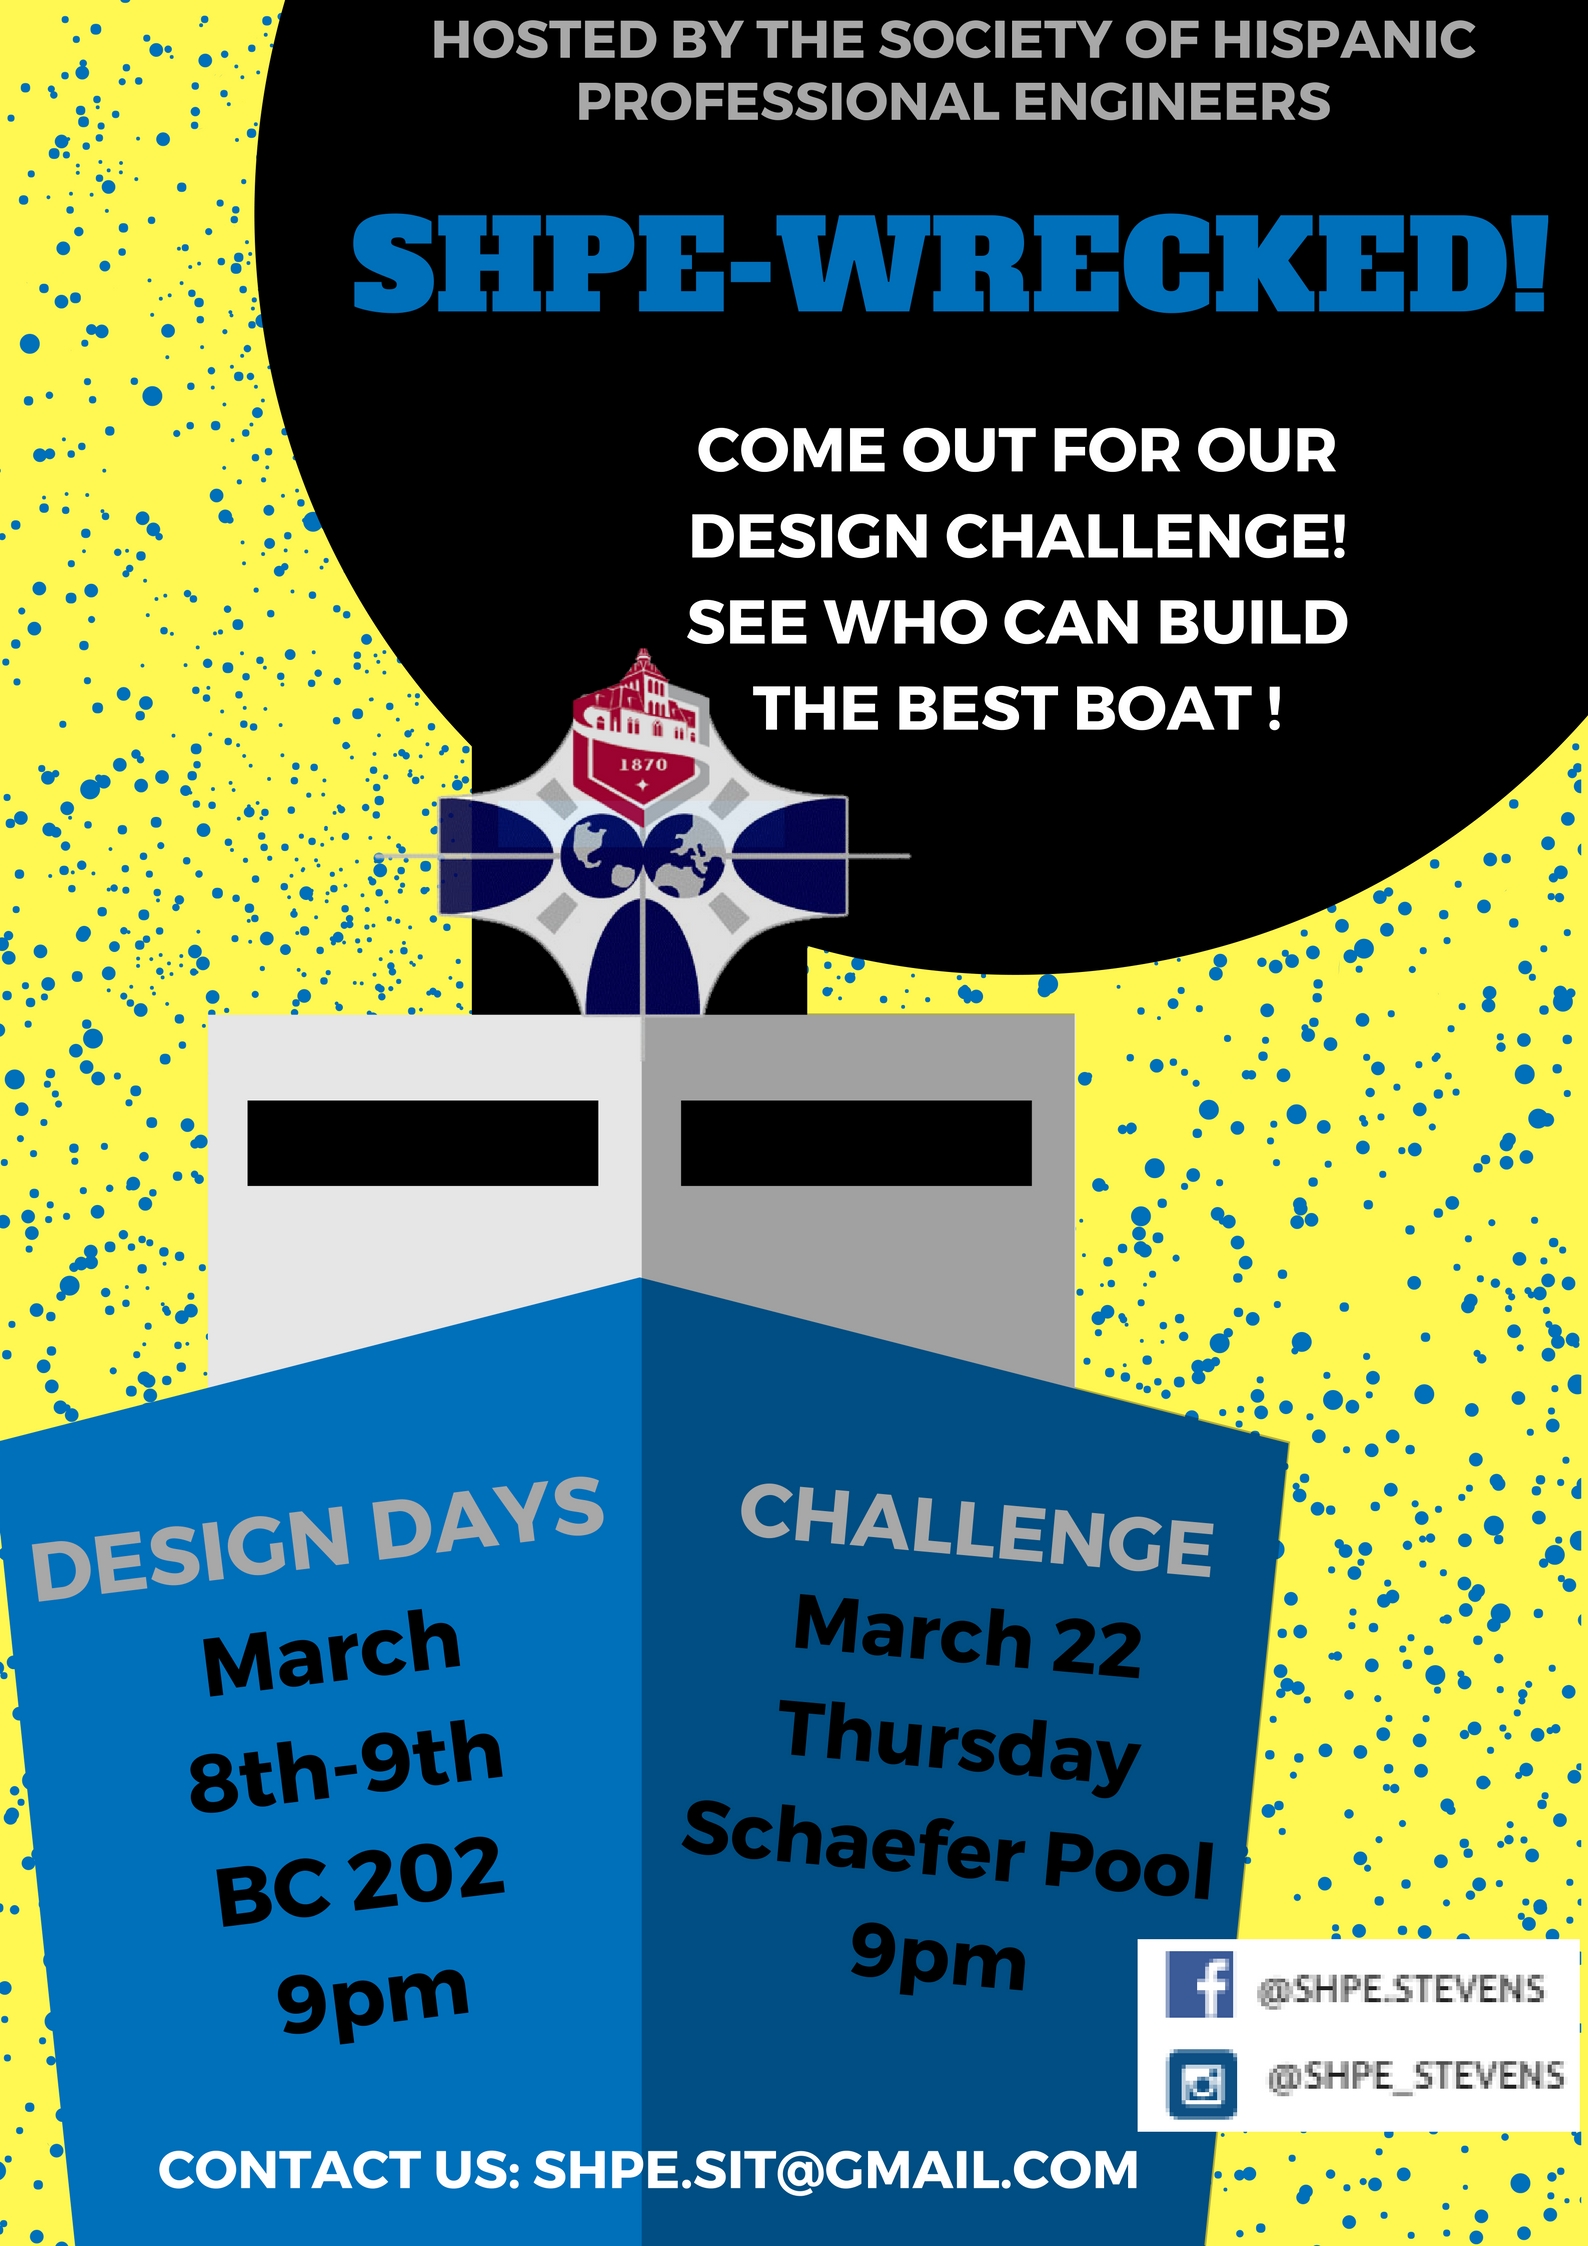 HOSTED BY THE SOCIETY OF HISPANIC
PROFESSIONAL ENGINEERS
SHPE-WRECKED!
COME OUT FOR OUR
DESIGN CHALLENGE!
SEE WHO CAN BUILD
THE BEST BOAT !
1870
DESIGN DAYS
March
8th-9th
BC 202
9pm
CHALLENGE
March 22
Thursday
Schaefer Pool
9pm
@SHPE.STEVENS
@SHPE_STEVENS
CONTACT US: SHPE.SIT@GMAIL.COM